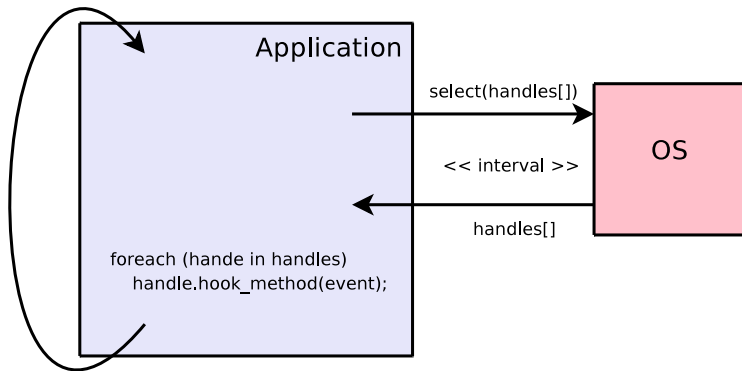 Application
select(handles[])
OS
<< interval >>
handles[]
foreach (hande in handles)
handle.hook_method(event);